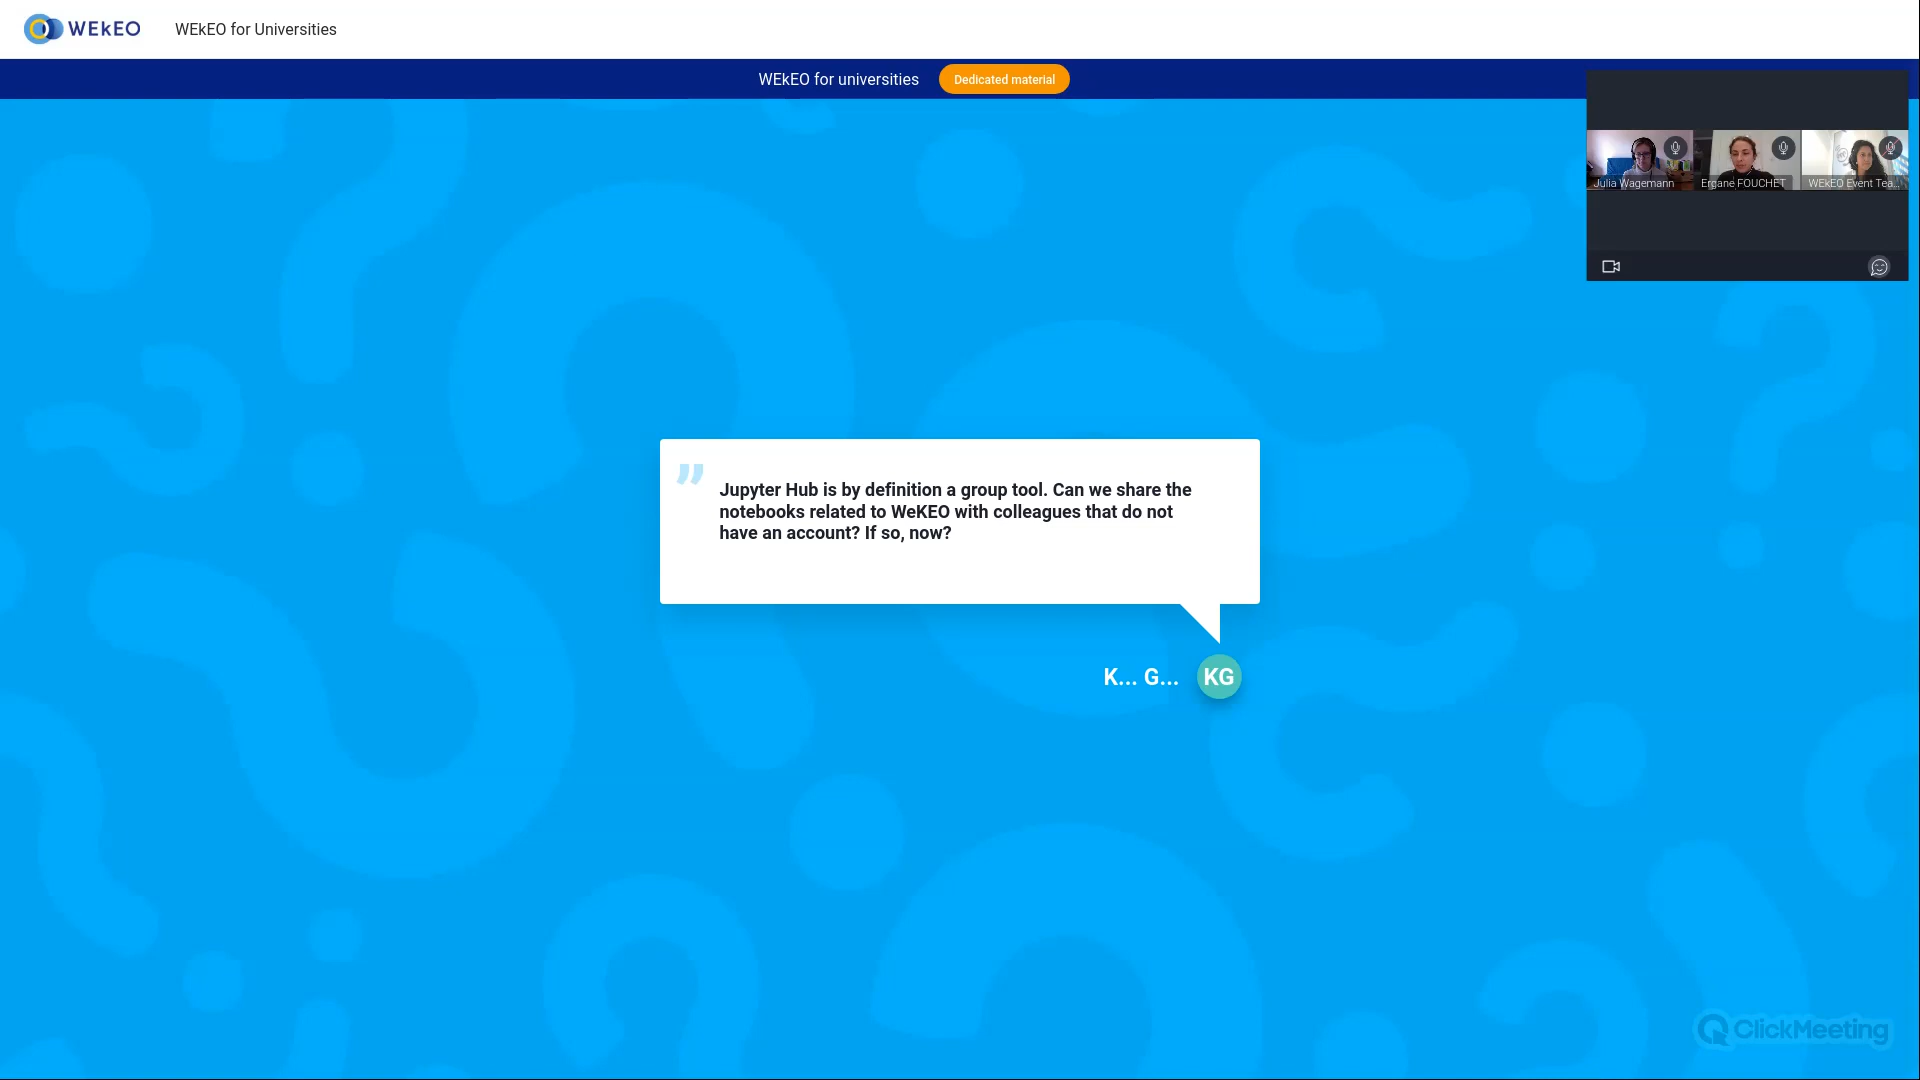 WEkEO
WEkEO for Universities
WEkEO for universities
Dedicated material
Julia Wagemann
Ergane FOUCHET
WEkEO Event Tea...
”
Jupyter Hub is by definition a group tool. Can we share the
notebooks related to WeKEO with colleagues that do not
have an account? If so, now?
K... G...
KG
ClickMeeting